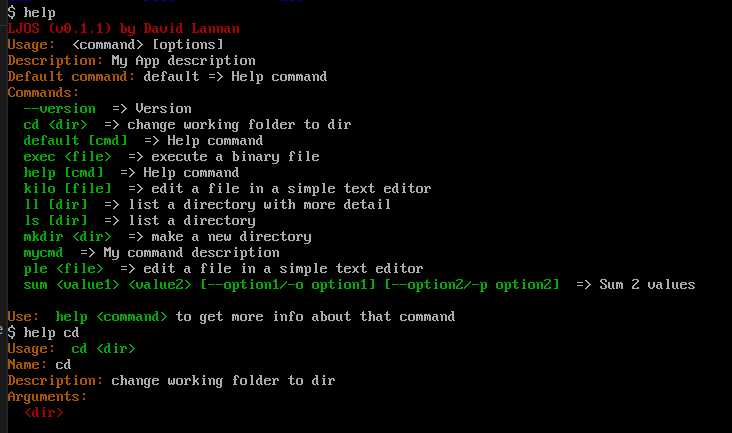 $ help
LJOS (v0.1.1) by David Lannan
Usage:  <command> [options]
Description: My App description
Default command: default => Help command
Commands:
  --version  => Version
  cd <dir>  => change working folder to dir
  default [cmd]  => Help command
  exec <file>  => execute a binary file
  help [cmd]  => Help command
  kilo [file]  => edit a file in a simple text editor
  ll [dir]  => list a directory with more detail
  ls [dir]  => list a directory
  mkdir <dir>  => make a new directory
  mycmd  => My command description
  ple <file>  => edit a file in a simple text editor
  sum <value1> <value2> [--option1/-o option1] [--option2/-p option2]  => Sum 2 values

Use:  help <command> to get more info about that command
$ help cd
Usage:  cd <dir>
Name: cd
Description: change working folder to dir
Arguments:
  <dir>